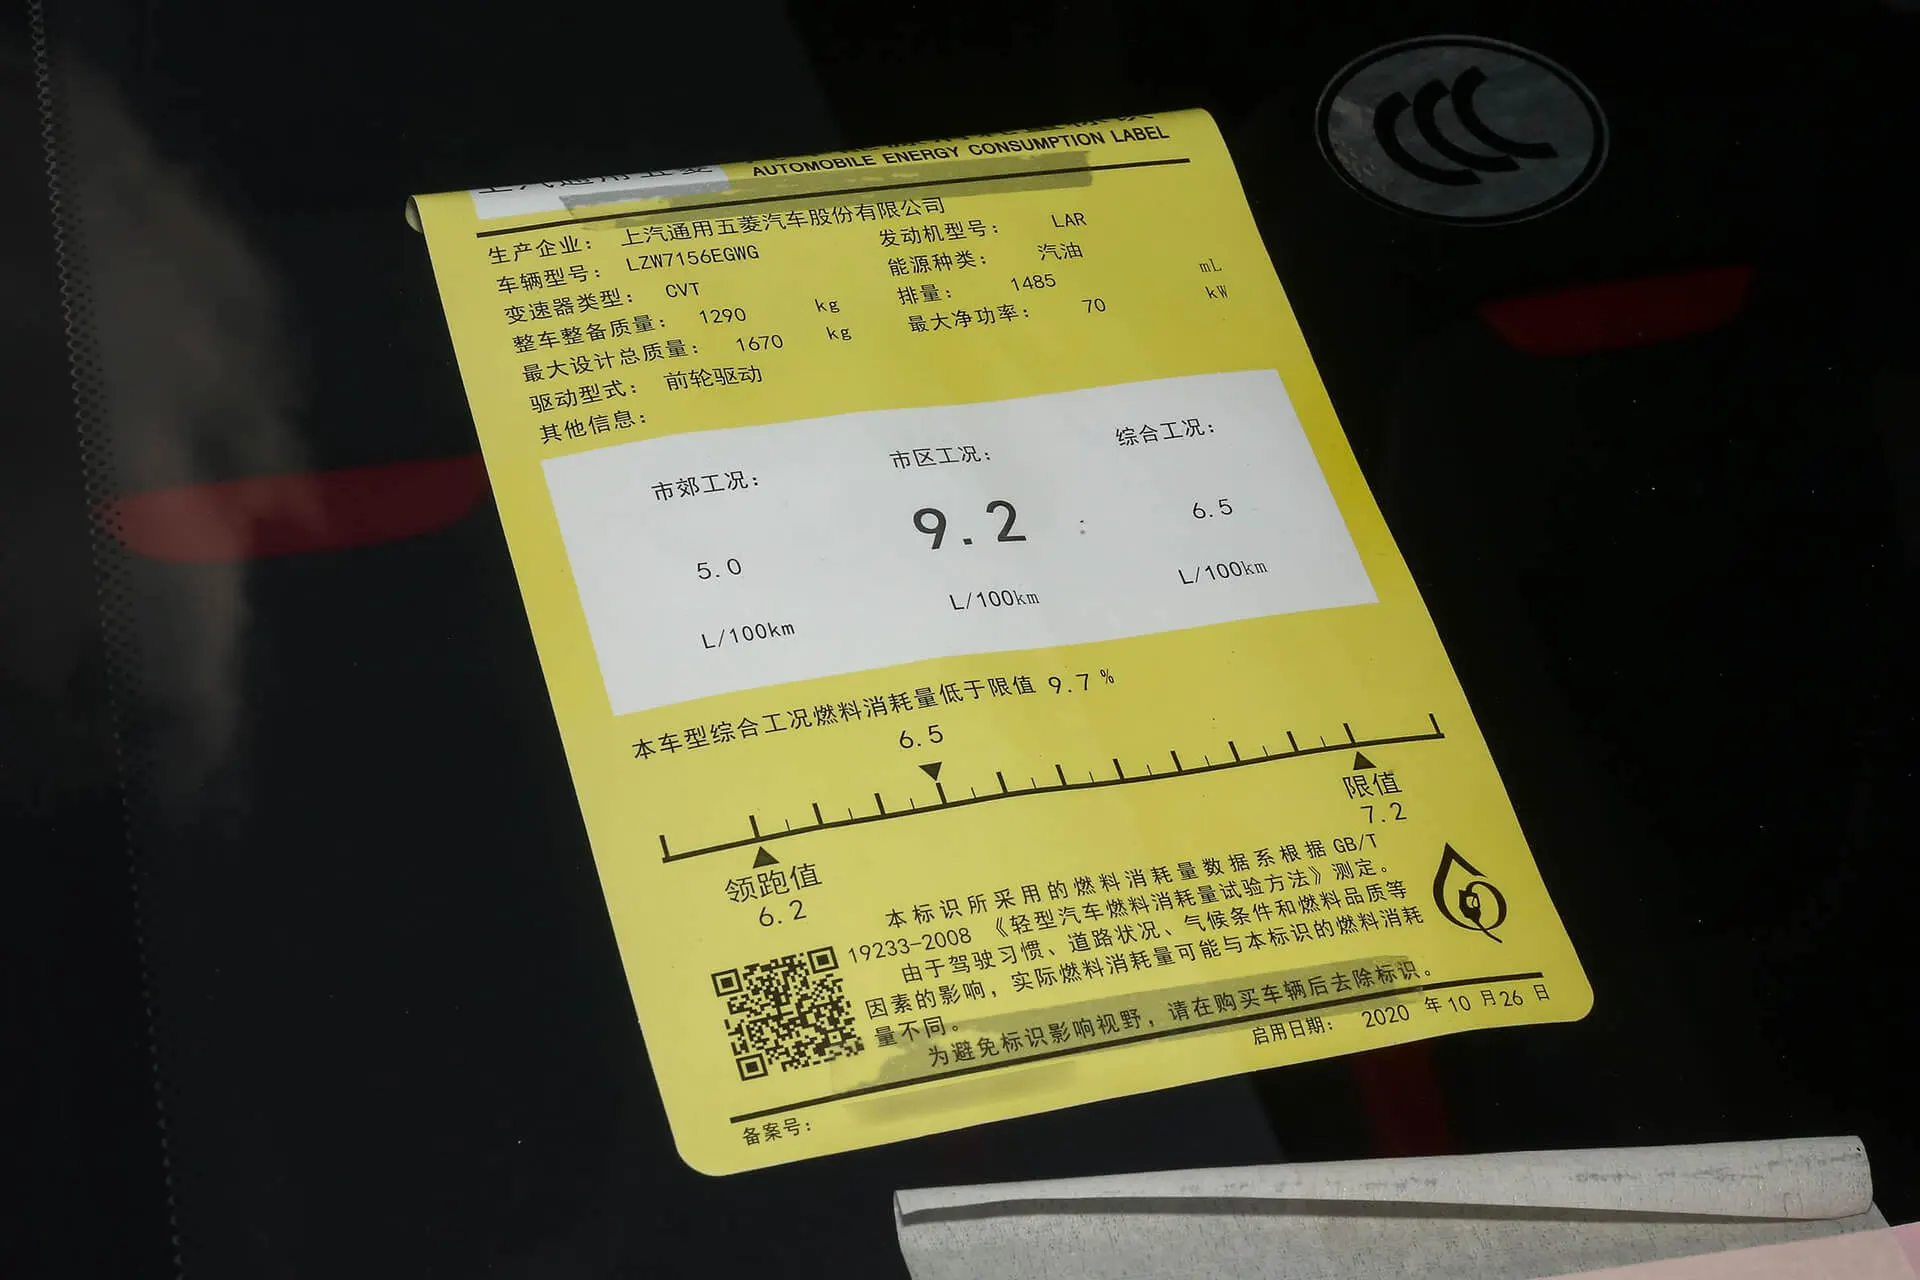 AUTOMOBILE ENERGY CONSUMPTION LABEL
上汽通用五菱
生产企业: 上汽通用五菱汽车股份有限公司
车辆型号: LZW7156EGWG 发动机型号: LAR
变速器类型: CVT 能源种类: 汽油
整车整备质量: 1290 kg 排量: 1485 mL
最大设计总质量: 1670 kg 最大净功率: 70 kW
驱动型式: 前轮驱动
其他信息:
市郊工况: 市区工况: 综合工况:
5.0 9.2 6.5
L/100km L/100km L/100km
本车型综合工况燃料消耗量低于限值 9.7 %
6.5
领跑值 限值
6.2 7.2
本标识所采用的燃料消耗量数据系根据 GB/T
19233-2008 《轻型汽车燃料消耗量试验方法》测定。
由于驾驶习惯、道路状况、气候条件和燃料品质等
因素的影响，实际燃料消耗量可能与本标识的燃料消耗
量不同。
为避免标识影响视野，请在购买车辆后去除标识。
启用日期: 2020 年 10 月 26 日
备案号: